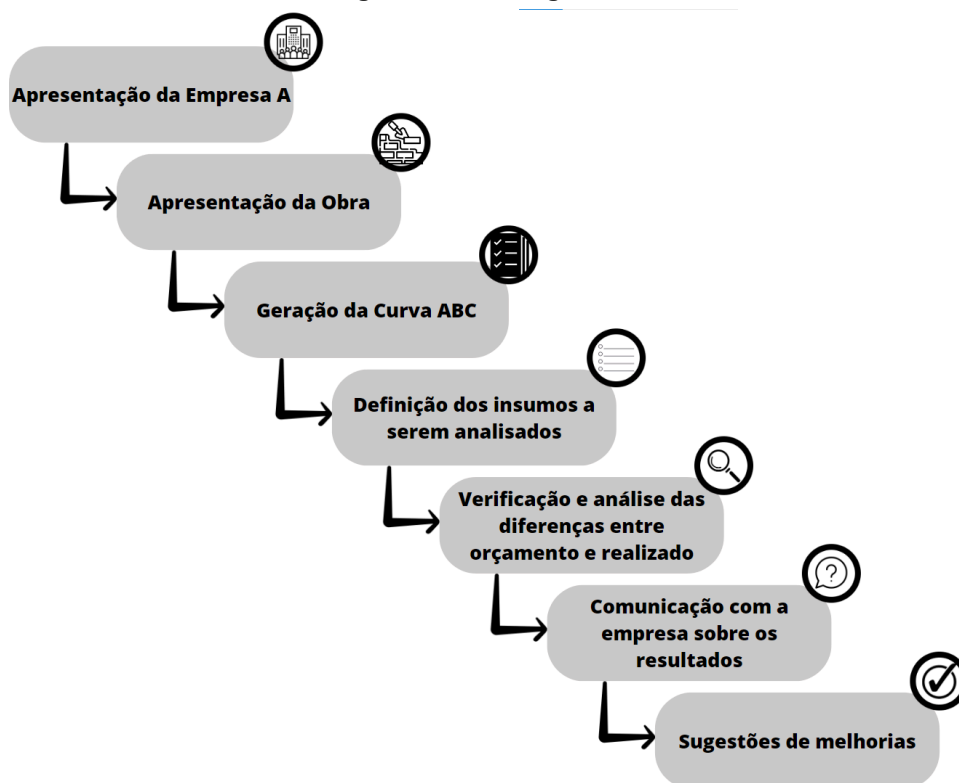 Apresentação da Empresa A
Apresentação da Obra
Geração da Curva ABC
Definição dos insumos a
serem analisados
Verificação e análise das
diferenças entre
orçamento e realizado
Comunicação com a
empresa sobre os
resultados
Sugestões de melhorias